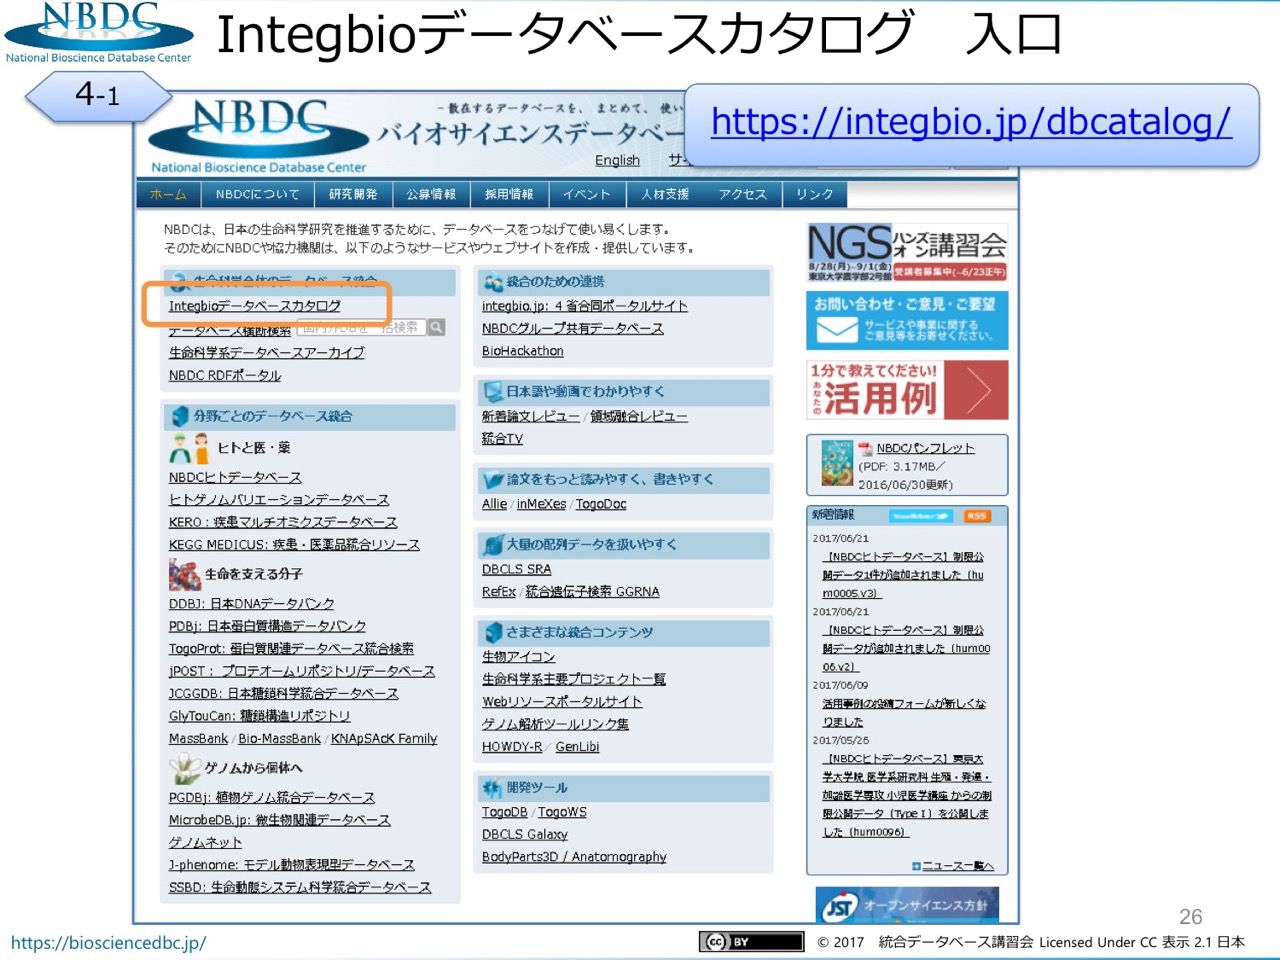 NBDC
National Bioscience Database Center
Integbioデータベースカタログ　入口
4-1
https://integbio.jp/dbcatalog/
NBDC
National Bioscience Database Center
－散在するデータベースを、まとめて、使い
バイオサイエンスデータベー
English
サイ
ホーム NBDCについて 研究開発 公募情報 採用情報 イベント 人材支援 アクセス リンク
NBDCは、日本の生命科学研究を推進するために、データベースをつなげて使い易くします。
そのためにNBDCや協力機関は、以下のようなサービスやウェブサイトを作成・提供しています。
生命科学全体のデータベース統合
Integbioデータベースカタログ
データベース横断検索
生命科学系データベースアーカイブ
NBDC RDFポータル
分野ごとのデータベース統合
ヒトと医・薬
NBDCヒトデータベース
ヒトゲノムバリエーションデータベース
KERO：疾患マルチオミクスデータベース
KEGG MEDICUS: 疾患・医薬品統合リソース
生命を支える分子
DDBJ: 日本DNAデータバンク
PDBj: 日本蛋白質構造データバンク
TogoProt: 蛋白質関連データベース統合検索
jPOST： プロテオームリポジトリ/データベース
JCGGDB: 日本糖鎖科学統合データベース
GlyTouCan: 糖鎖構造リポジトリ
MassBank / Bio-MassBank / KNApSAcK Family
ゲノムから個体へ
PGDBj: 植物ゲノム統合データベース
MicrobeDB.jp: 微生物関連データベース
ゲノムネット
J-phenome: モデル動物表現型データベース
SSBD: 生命動態システム科学統合データベース
統合のための連携
integbio.jp: 4 省合同ポータルサイト
NBDCグループ共有データベース
BioHackathon
日本語や動画でわかりやすく
新着論文レビュー / 領域融合レビュー
統合TV
論文をもっと読みやすく、書きやすく
Allie / inMeXes / TogoDoc
大量の配列データを扱いやすく
DBCLS SRA
RefEx / 統合遺伝子検索 GGRNA
さまざまな統合コンテンツ
生物アイコン
生命科学系主要プロジェクト一覧
Webリソースポータルサイト
ゲノム解析ツールリンク集
HOWDY-R / GenLibi
開発ツール
TogoDB / TogoWS
DBCLS Galaxy
BodyParts3D / Anatomography
NGSハンズオン講習会
8/28(月)～9/1(金)
東京大学農学部2号館
受講者募集中(~6/23正午)
お問い合わせ・ご意見・ご要望
サービスや事業に関する
ご意見等をお寄せください。
1分で教えてください!
あなたの
活用例
NBDCパンフレット
(PDF: 3.17MB／
2016/06/30更新)
新着情報
RSS
2017/06/21
【NBDCヒトデータベース】制限公
開データ1件が追加されました（hu
m0005.v3）
2017/06/21
【NBDCヒトデータベース】制限公
開データが追加されました（hum00
06.v2）
2017/06/09
活用事例の投稿フォームが新しくな
りました
2017/05/26
【NBDCヒトデータベース】東京大
学大学院 医学系研究科 生殖・発達・
加齢医学専攻 小児医学講座 からの制
限公開データ（Type I ）を公開しま
した（hum0096）
ニュース一覧へ
JST
オープンサイエンス方針
26
https://biosciencedbc.jp/
cc BY
© 2017　統合データベース講習会 Licensed Under CC 表示 2.1 日本